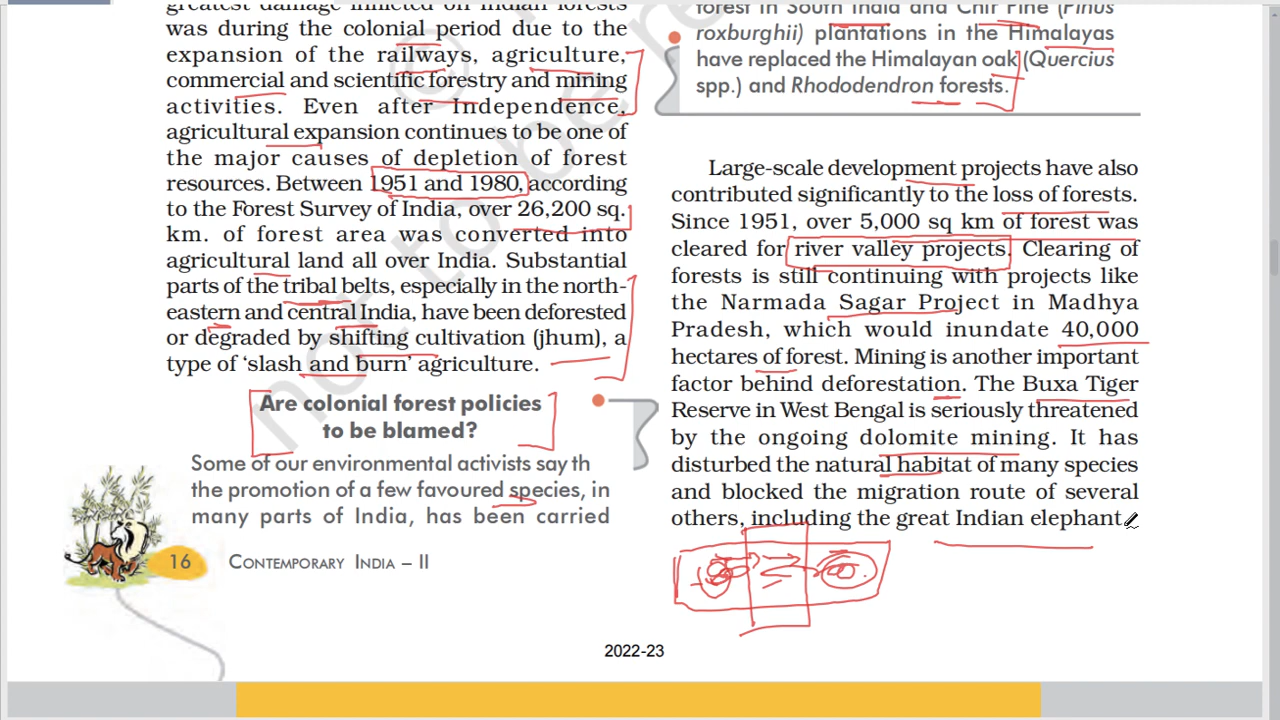 greatest damage inflicted on Indian forests
was during the colonial period due to the
expansion of the railways, agriculture,
commercial and scientific forestry and mining
activities. Even after Independence,
agricultural expansion continues to be one of
the major causes of depletion of forest
resources. Between 1951 and 1980, according
to the Forest Survey of India, over 26,200 sq.
km. of forest area was converted into
agricultural land all over India. Substantial
parts of the tribal belts, especially in the north-
eastern and central India, have been deforested
or degraded by shifting cultivation (jhum), a
type of ‘slash and burn’ agriculture.
Are colonial forest policies
to be blamed?
Some of our environmental activists say th
the promotion of a few favoured species, in
many parts of India, has been carried
16 CONTEMPORARY INDIA – II
forest in South India and Chir Pine (Pinus
roxburghii) plantations in the Himalayas
have replaced the Himalayan oak (Quercius
spp.) and Rhododendron forests.
Large-scale development projects have also
contributed significantly to the loss of forests.
Since 1951, over 5,000 sq km of forest was
cleared for river valley projects. Clearing of
forests is still continuing with projects like
the Narmada Sagar Project in Madhya
Pradesh, which would inundate 40,000
hectares of forest. Mining is another important
factor behind deforestation. The Buxa Tiger
Reserve in West Bengal is seriously threatened
by the ongoing dolomite mining. It has
disturbed the natural habitat of many species
and blocked the migration route of several
others, including the great Indian elephant
2022-23
© not to be re